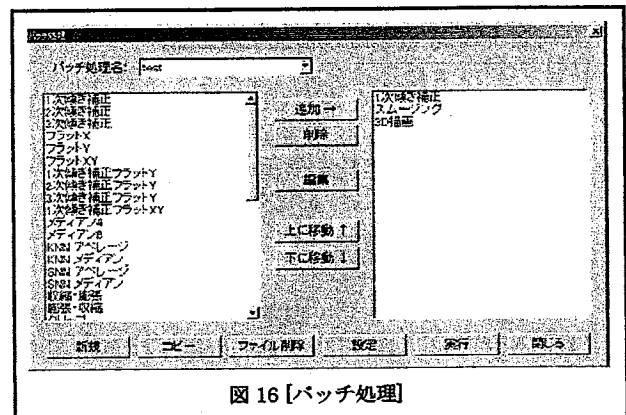 バッチ処理
バッチ処理名: test
1次傾き補正
2次傾き補正
3次傾き補正
フラットX
フラットY
フラットXY
1次傾き補正フラットY
2次傾き補正フラットY
3次傾き補正フラットY
1次傾き補正フラットXY
メディアン4
メディアン8
KNN アベレージ
KNN メディアン
SNN アベレージ
SNN メディアン
収縮・膨張
膨張・収縮
追加→
削除
編集
上に移動 ↑
下に移動 ↓
1次傾き補正
スムージング
3D描画
新規 コピー ファイル削除 設定 実行 閉じる
図 16 [バッチ処理]